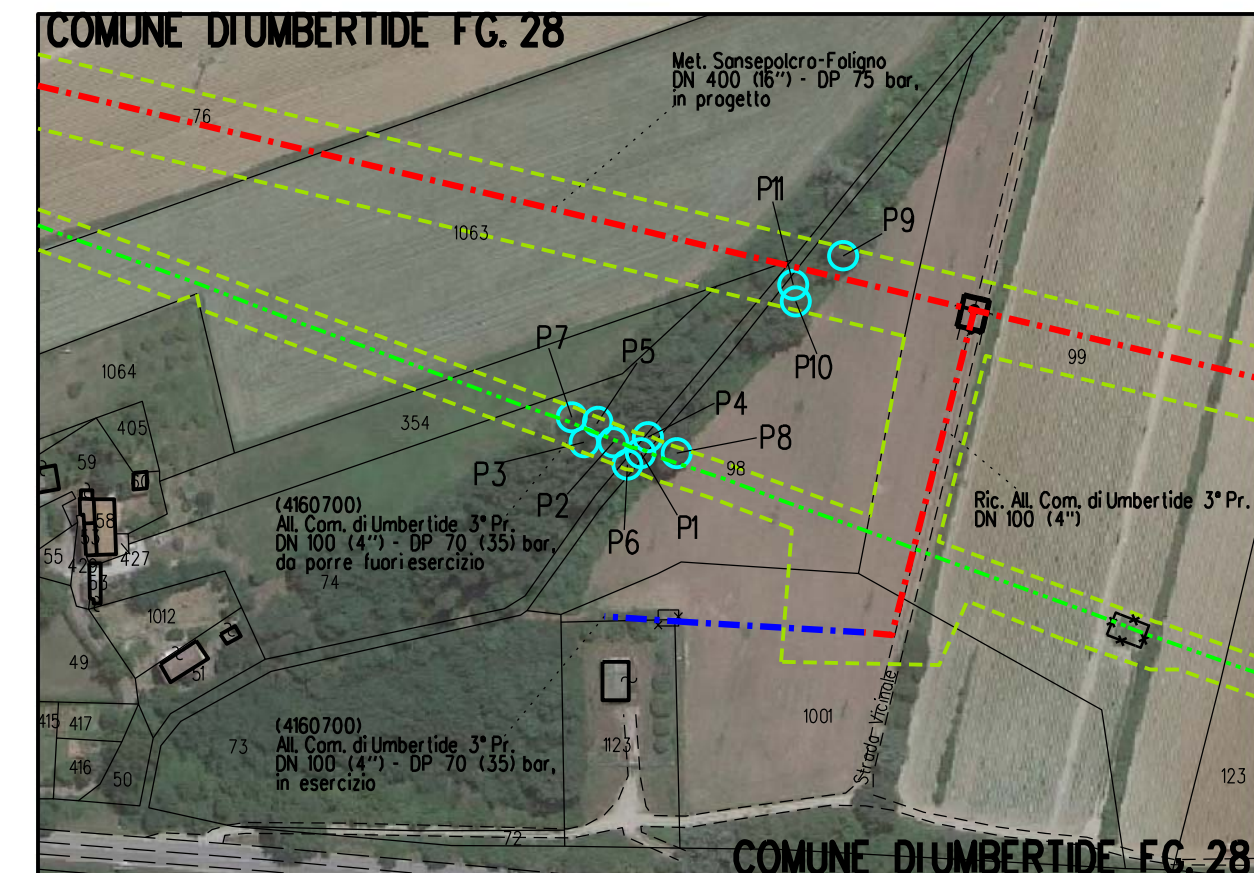 COMUNE DI UMBERTIDE FG. 28
Met. Sansepolcro-Foligno
DN 400 (16") - DP 75 bar,
in progetto
76
1063
P11
P9
P10
99
1064
P7
P5
P4
P8
98
405
354
59
60
P3
P2
P1
P6
Ric. All. Com. di Umbertide 3° Pr.
DN 100 (4")
(4160700)
All. Com. di Umbertide 3° Pr.
DN 100 (4") - DP 70 (35) bar,
da porre fuori esercizio
58
55
427
429
53
74
1012
49
51
415
417
416
50
73
(4160700)
All. Com. di Umbertide 3° Pr.
DN 100 (4") - DP 70 (35) bar,
in esercizio
1123
1001
Strada Vicinale
123
72
COMUNE DI UMBERTIDE FG. 28